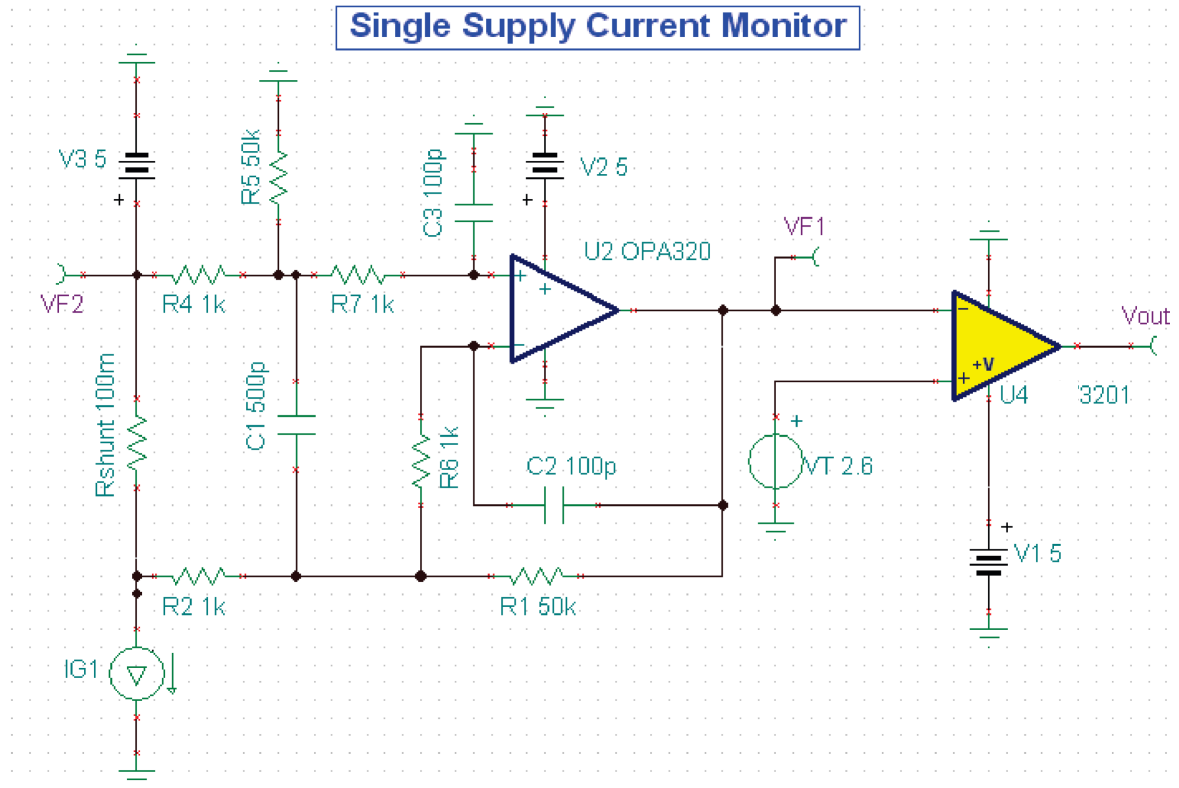 Single Supply Current Monitor
V3 5
+
R5 50k
C3 100p
V2 5
+
VF2
R4 1k
R7 1k
U2 OPA320
+
+
−
VF1
Vout
−
+V
+
U4
'3201
Rshunt 100m
C1 500p
R6 1k
C2 100p
+
VT 2.6
+
V1 5
R2 1k
R1 50k
IG1